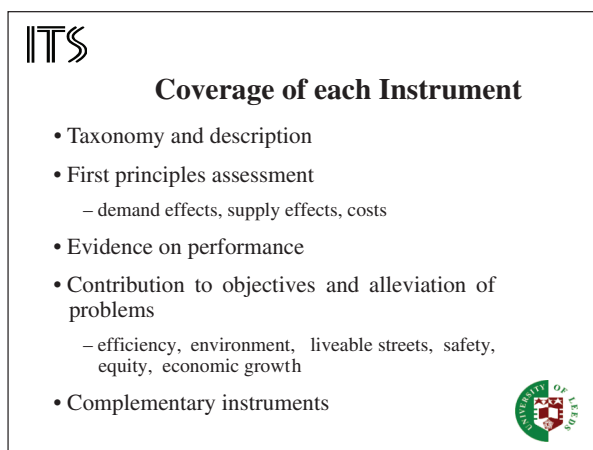 ITS
Coverage of each Instrument
• Taxonomy and description
• First principles assessment
– demand effects, supply effects, costs
• Evidence on performance
• Contribution to objectives and alleviation of
problems
– efficiency, environment, liveable streets, safety,
equity, economic growth
• Complementary instruments
UNIVERSITY OF LEEDS